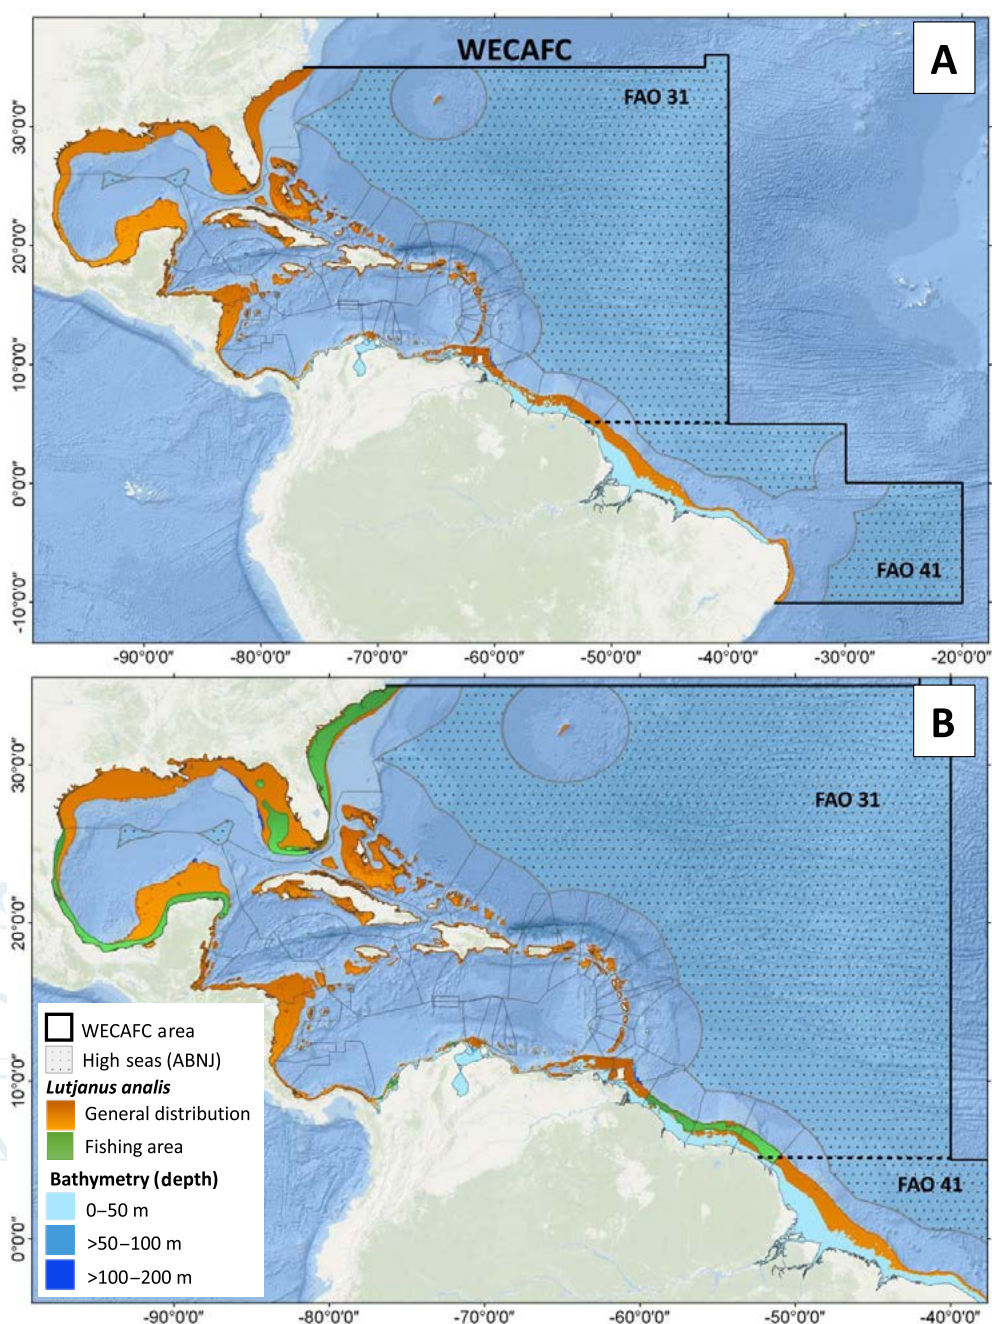 WECAFC
A
FAO 31
FAO 41
30°0'0"
20°0'0"
10°0'0"
0°0'0"
-10°0'0"
-90°0'0"
-80°0'0"
-70°0'0"
-60°0'0"
-50°0'0"
-40°0'0"
-30°0'0"
-20°0'0"
B
FAO 31
FAO 41
30°0'0"
20°0'0"
10°0'0"
0°0'0"
WECAFC area
High seas (ABNJ)
Lutjanus analis
General distribution
Fishing area
Bathymetry (depth)
0–50 m
>50–100 m
>100–200 m
-90°0'0"
-80°0'0"
-70°0'0"
-60°0'0"
-50°0'0"
-40°0'0"